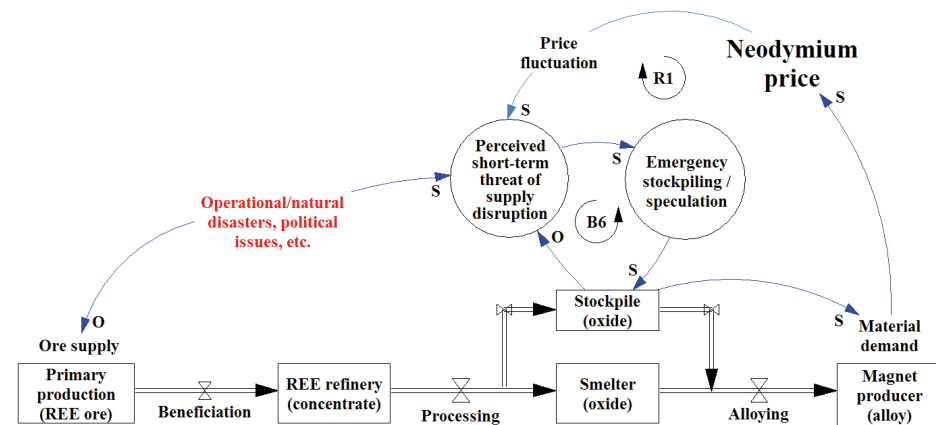 Price
fluctuation
Neodymium
price
R1
S
S
Perceived
short-term
threat of
supply
disruption
S
Emergency
stockpiling /
speculation
S
Operational/natural
disasters, political
issues, etc.
B6
O
S
O
Stockpile
(oxide)
S
Material
demand
Ore supply
Primary
production
(REE ore)
Beneficiation
REE refinery
(concentrate)
Processing
Smelter
(oxide)
Alloying
Magnet
producer
(alloy)